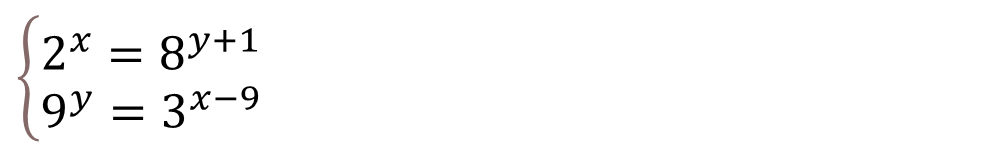 2^x = 8^{y+1}
9^y = 3^{x−9}